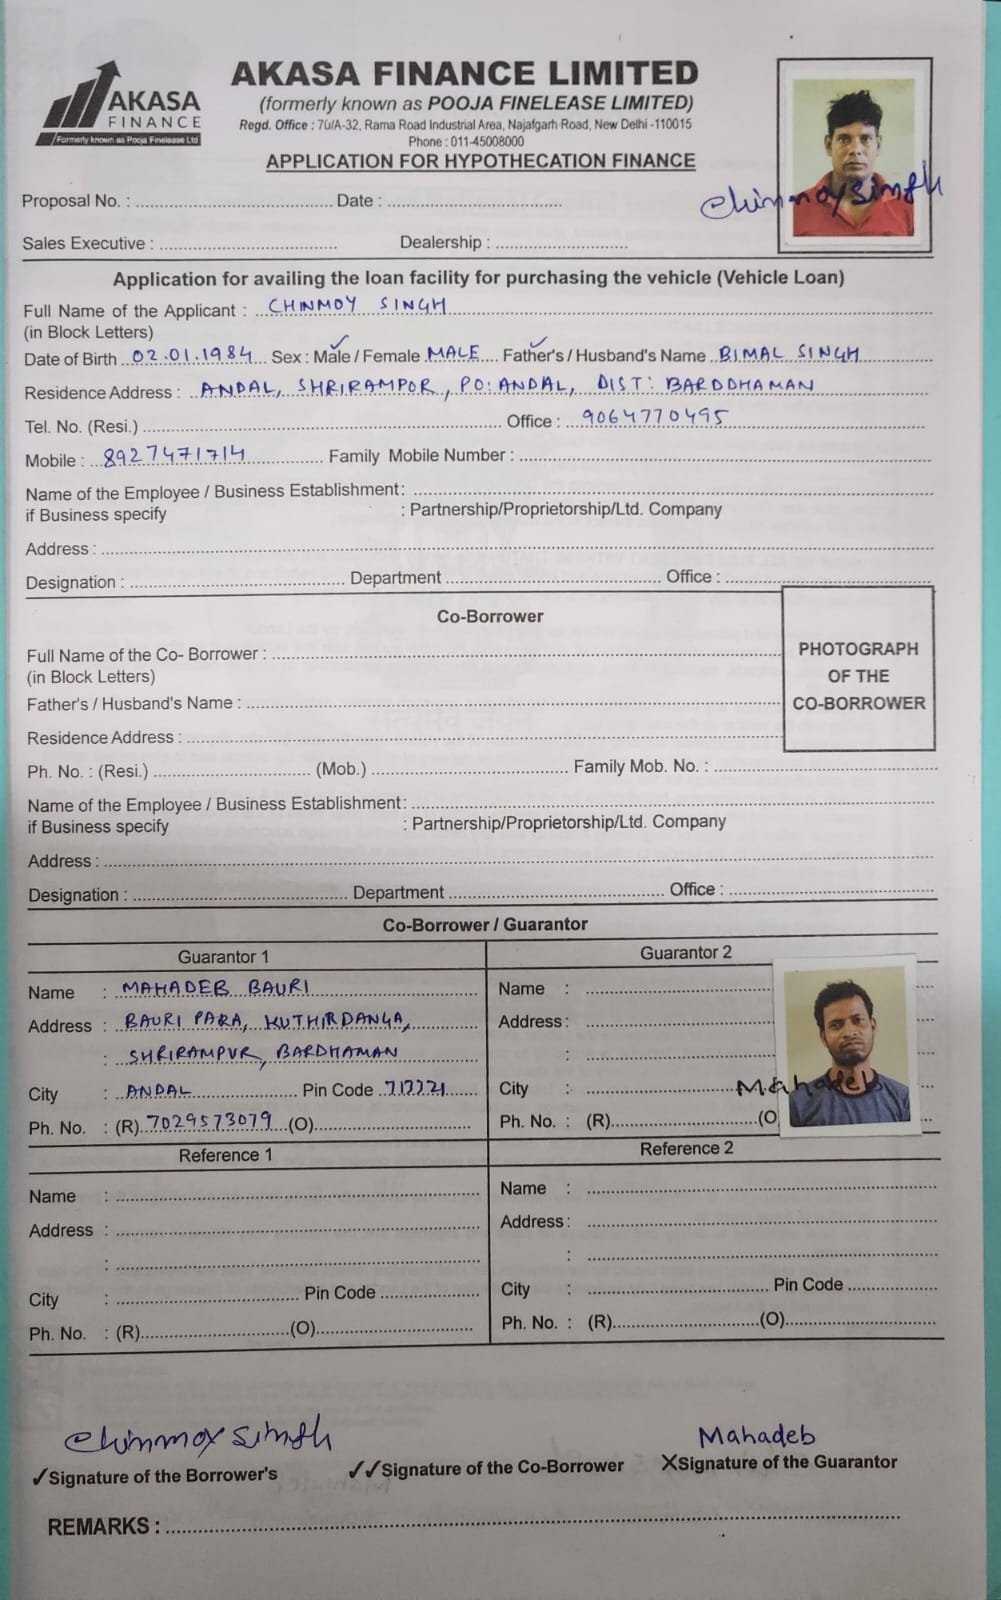 AKASA
FINANCE
Formerly known as Pooja Finelease Ltd
AKASA FINANCE LIMITED
(formerly known as POOJA FINELEASE LIMITED)
Regd. Office : 70/A-32, Rama Road Industrial Area, Najafgarh Road, New Delhi -110015
Phone : 011-45008000
APPLICATION FOR HYPOTHECATION FINANCE
chinmoy singh
Proposal No. : Date :
Sales Executive : Dealership :
Application for availing the loan facility for purchasing the vehicle (Vehicle Loan)
Full Name of the Applicant : CHINMOY SINGH
(in Block Letters)
Date of Birth 02.01.1984 Sex : Male / Female MALE Father's / Husband's Name BIMAL SINGH
Residence Address : ANDAL, SHRIRAMPOR, PO: ANDAL, DIST: BARDDHAMAN
Tel. No. (Resi.) Office : 9064770495
Mobile : 8927471714 Family Mobile Number :
Name of the Employee / Business Establishment:
if Business specify : Partnership/Proprietorship/Ltd. Company
Address :
Designation : Department Office :
Co-Borrower
PHOTOGRAPH
OF THE
CO-BORROWER
Full Name of the Co- Borrower :
(in Block Letters)
Father's / Husband's Name :
Residence Address :
Ph. No. : (Resi.) (Mob.) Family Mob. No. :
Name of the Employee / Business Establishment:
if Business specify : Partnership/Proprietorship/Ltd. Company
Address :
Designation : Department Office :
Co-Borrower / Guarantor
Guarantor 1
Name : MAHADEB BAURI
Address : BAURI PARA, KUTHIRDANGA,
: SHRIRAMPUR, BARDHAMAN
City : ANDAL Pin Code 713321
Ph. No. : (R) 7029573079 (O)
Guarantor 2
Name :
Address :
:
City : Mahadeb
Ph. No. : (R) (O
Reference 1
Name :
Address :
:
City : Pin Code
Ph. No. : (R) (O)
Reference 2
Name :
Address :
:
City : Pin Code
Ph. No. : (R) (O)
chinmoy singh Mahadeb
✓Signature of the Borrower's ✓✓Signature of the Co-Borrower XSignature of the Guarantor
REMARKS :